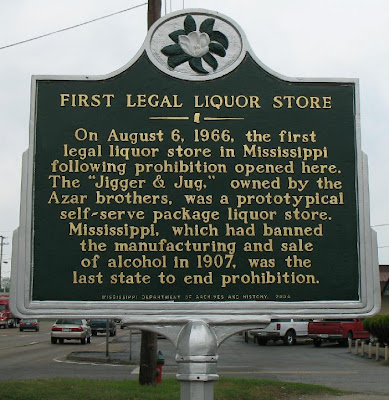 FIRST LEGAL LIQUOR STORE
On August 6, 1966, the first
legal liquor store in Mississippi
following prohibition opened here.
The "Jigger & Jug," owned by the
Azar brothers, was a prototypical
self-serve package liquor store.
Mississippi, which had banned
the manufacturing and sale
of alcohol in 1907, was the
last state to end prohibition.
MISSISSIPPI DEPARTMENT OF ARCHIVES AND HISTORY, 2004